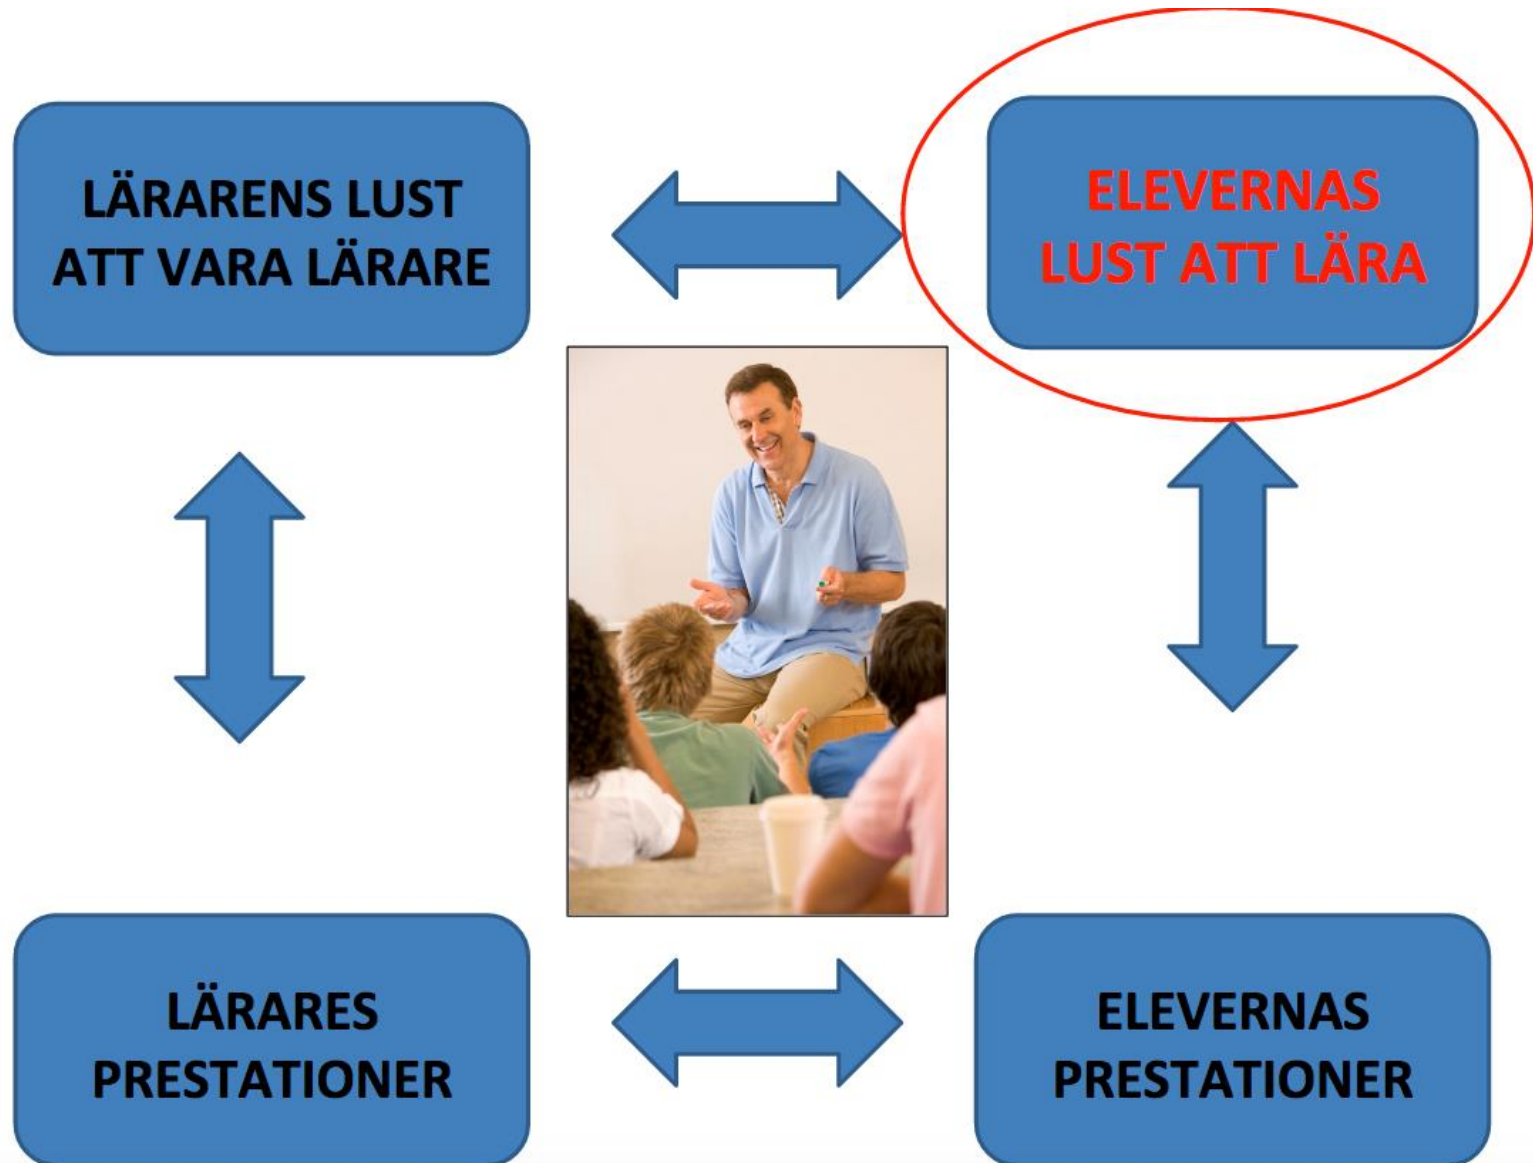 LÄRARENS LUST
ATT VARA LÄRARE
ELEVERNAS
LUST ATT LÄRA
LÄRARES
PRESTATIONER
ELEVERNAS
PRESTATIONER